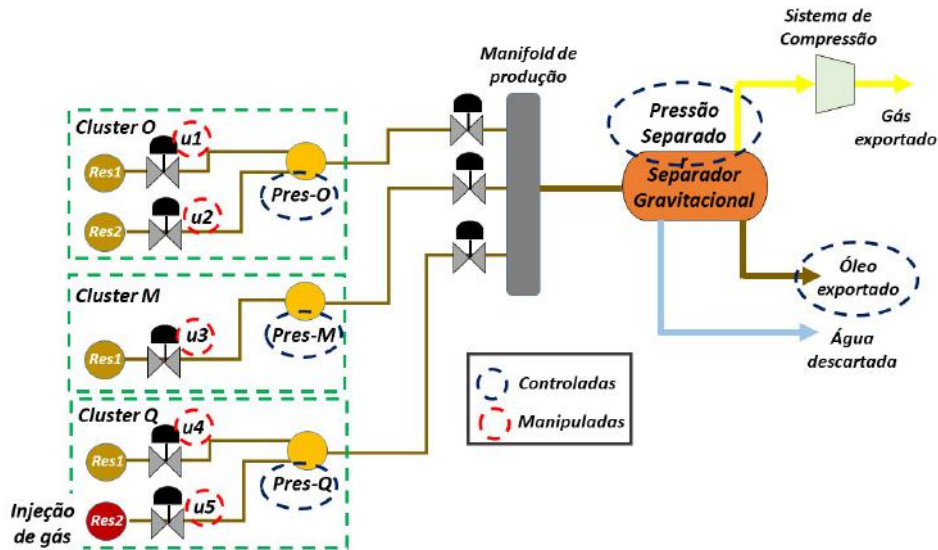 Sistema de
Compressão
Gás
exportado
Manifold de
produção
Pressão
Separado
r
Separador
Gravitacional
Óleo
exportado
Água
descartada
Cluster O
u1
Res1
Pres-O
u2
Res2
Cluster M
u3
Res1
Pres-M
Cluster Q
u4
Res1
Pres-Q
u5
Injeção
de gás
Res2
Controladas
Manipuladas